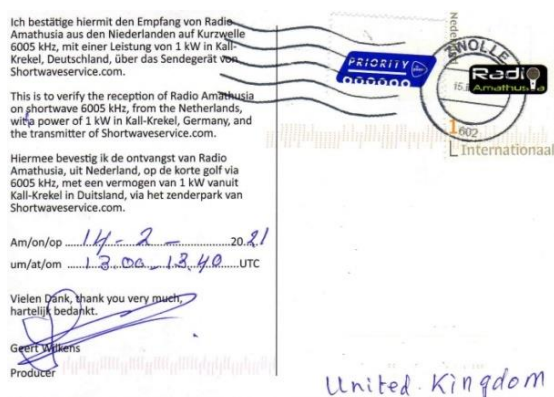 Ich bestätige hiermit den Empfang von Radio
Amathusia aus den Niederlanden auf Kurzwelle
6005 kHz, mit einer Leistung von 1 kW in Kall-
Krekel, Deutschland, über das Sendegerät von
Shortwaveservice.com.
This is to verify the reception of Radio Amathusia
on shortwave 6005 kHz, from the Netherlands,
with a power of 1 kW in Kall-Krekel, Germany, and
the transmitter of Shortwaveservice.com.
Hiermee bevestig ik de ontvangst van Radio
Amathusia, uit Nederland, op de korte golf via
6005 kHz, met een vermogen van 1 kW vanuit
Kall-Krekel in Duitsland, via het zenderpark van
Shortwaveservice.com.
Am/on/op 14-2- 2021
um/at/om 13.00-13.40 UTC
Vielen Dank, thank you very much,
hartelijk bedankt.
Geert Wilkens
Producer
PRIORITY
Nederland
ZWOLLE
Radio
Amathusia
1
Internationaal
United Kingdom